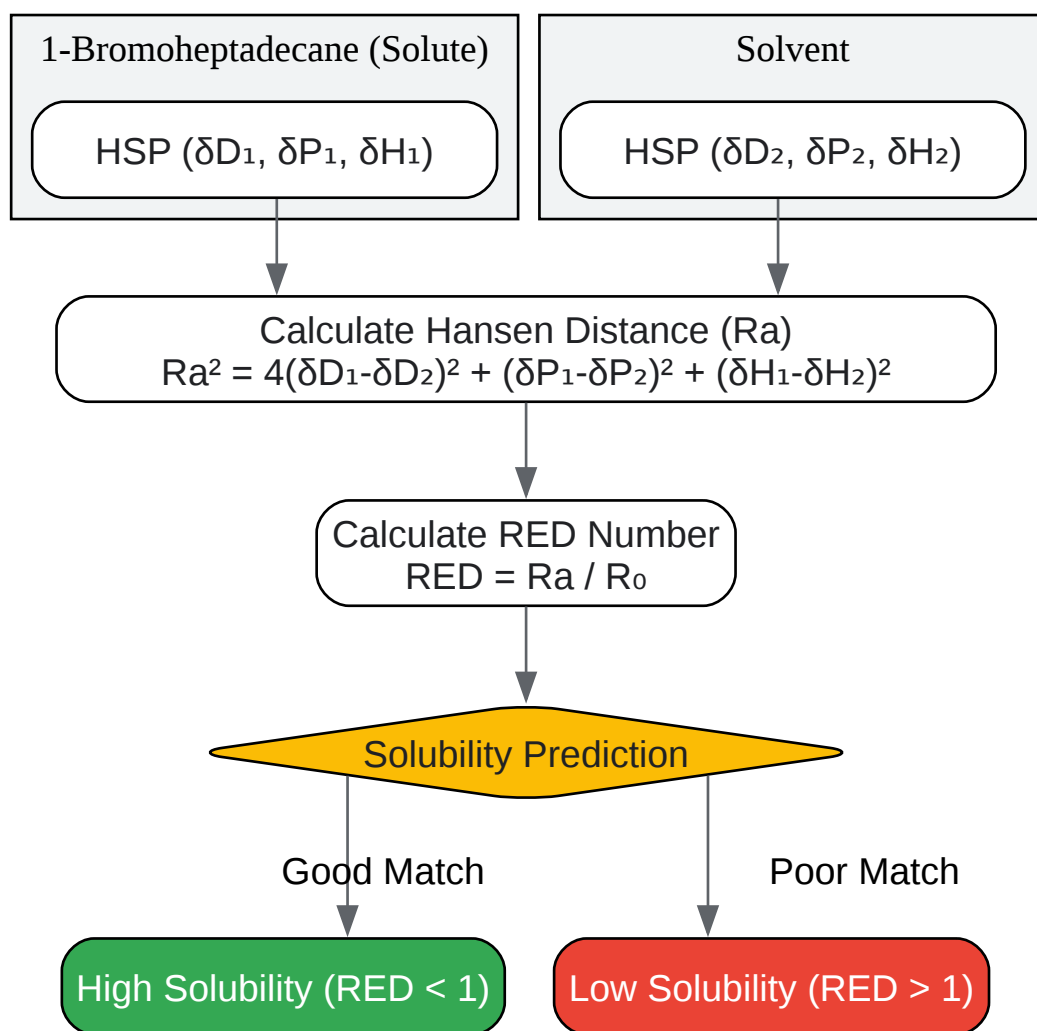 1-Bromoheptadecane (Solute)
Solvent
HSP (δD₁, δP₁, δH₁)
HSP (δD₂, δP₂, δH₂)
Calculate Hansen Distance (Ra)
Ra² = 4(δD₁-δD₂)² + (δP₁-δP₂)² + (δH₁-δH₂)²
Calculate RED Number
RED = Ra / R₀
Solubility Prediction
Good Match
Poor Match
High Solubility (RED < 1)
Low Solubility (RED > 1)